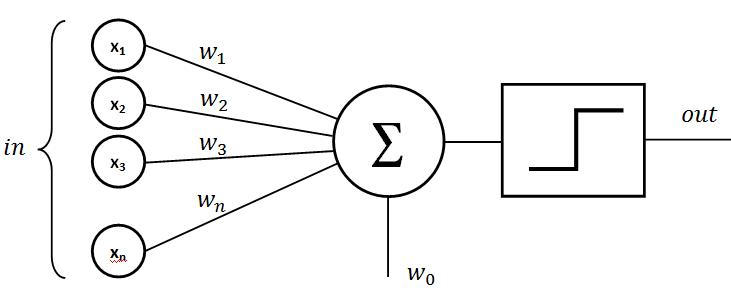 in
x₁
x₂
x₃
xₙ
w₁
w₂
w₃
wₙ
Σ
w₀
out